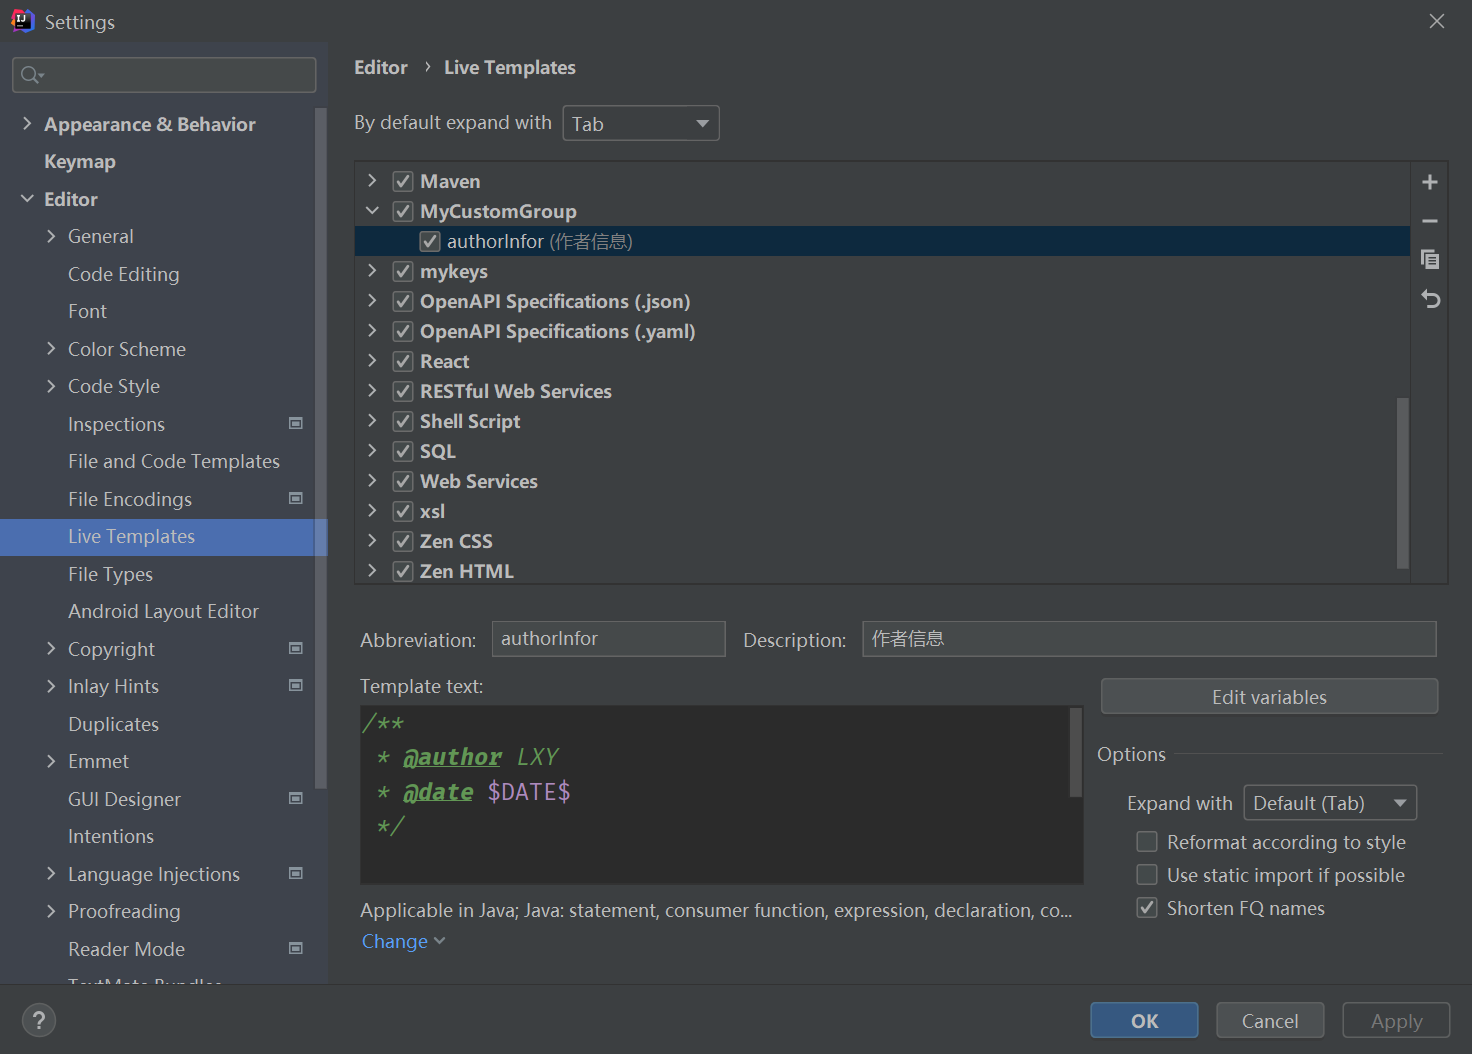 Settings
Editor › Live Templates
By default expand with Tab
Appearance & Behavior
Keymap
Editor
General
Code Editing
Font
Color Scheme
Code Style
Inspections
File and Code Templates
File Encodings
Live Templates
File Types
Android Layout Editor
Copyright
Inlay Hints
Duplicates
Emmet
GUI Designer
Intentions
Language Injections
Proofreading
Reader Mode
TextMate Bundles
Maven
MyCustomGroup
authorInfor (作者信息)
mykeys
OpenAPI Specifications (.json)
OpenAPI Specifications (.yaml)
React
RESTful Web Services
Shell Script
SQL
Web Services
xsl
Zen CSS
Zen HTML
Abbreviation: authorInfor Description: 作者信息
Template text:
/**
* @author LXY
* @date $DATE$
*/
Edit variables
Options
Expand with Default (Tab)
Reformat according to style
Use static import if possible
Shorten FQ names
Applicable in Java; Java: statement, consumer function, expression, declaration, co...
Change
?
OK Cancel Apply